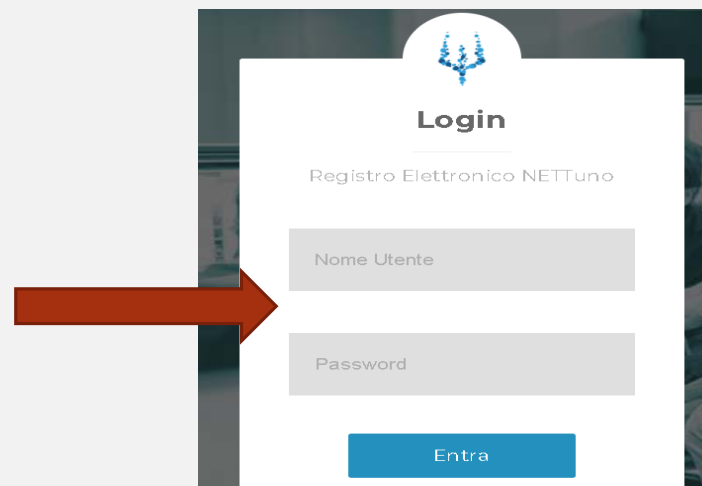 Login
Registro Elettronico NETTuno
Nome Utente
Password
Entra